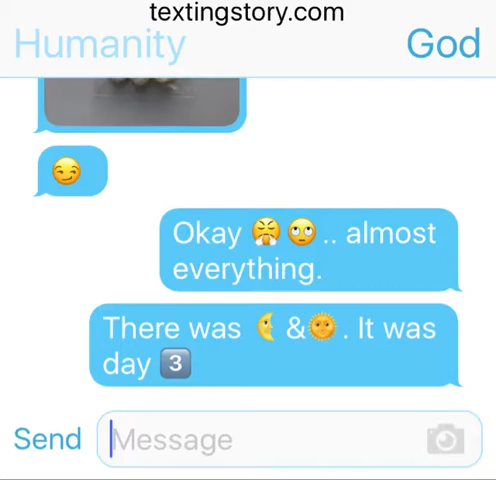 textingstory.com
Humanity
God
😏
Okay 😤 🙄 .. almost
everything.
There was 🌛 &🌞 . It was
day 3️⃣
Send
Message